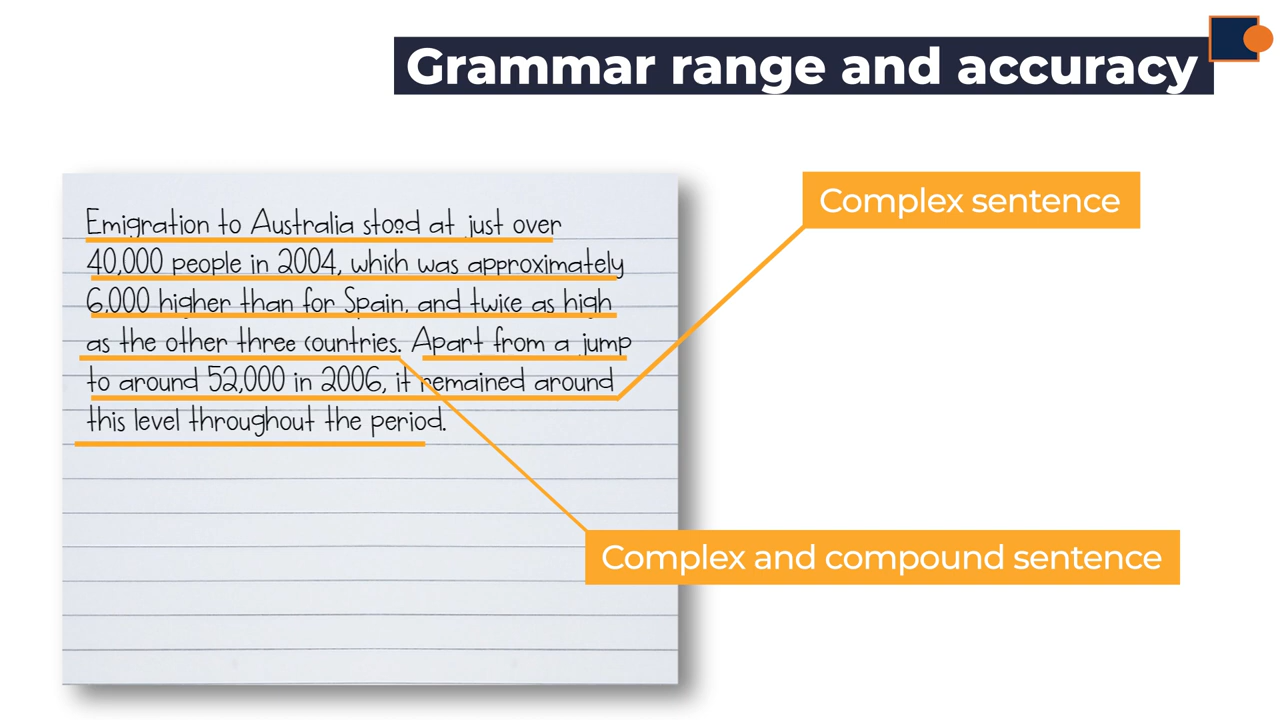 Grammar range and accuracy
Complex sentence
Emigration to Australia stood at just over
40,000 people in 2004, which was approximately
6,000 higher than for Spain, and twice as high
as the other three countries. Apart from a jump
to around 52,000 in 2006, it remained around
this level throughout the period.
Complex and compound sentence